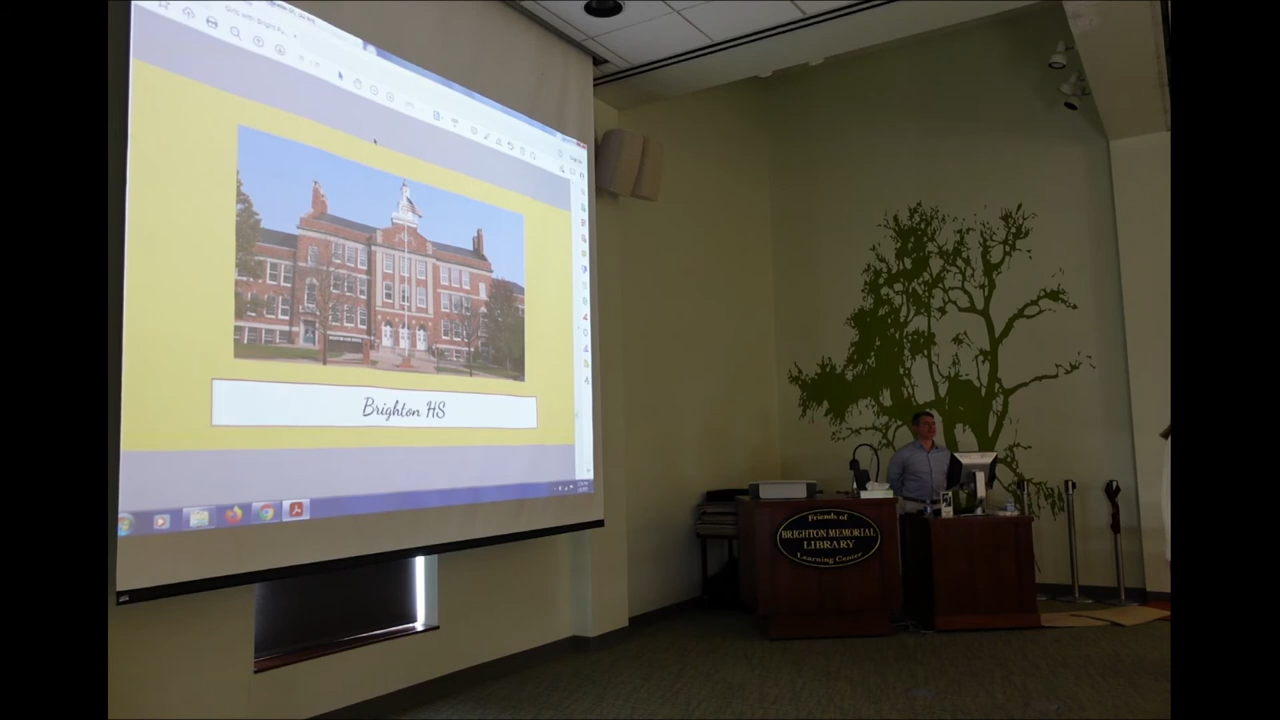 Brighton HS
Friends of
BRIGHTON MEMORIAL
LIBRARY
Learning Center